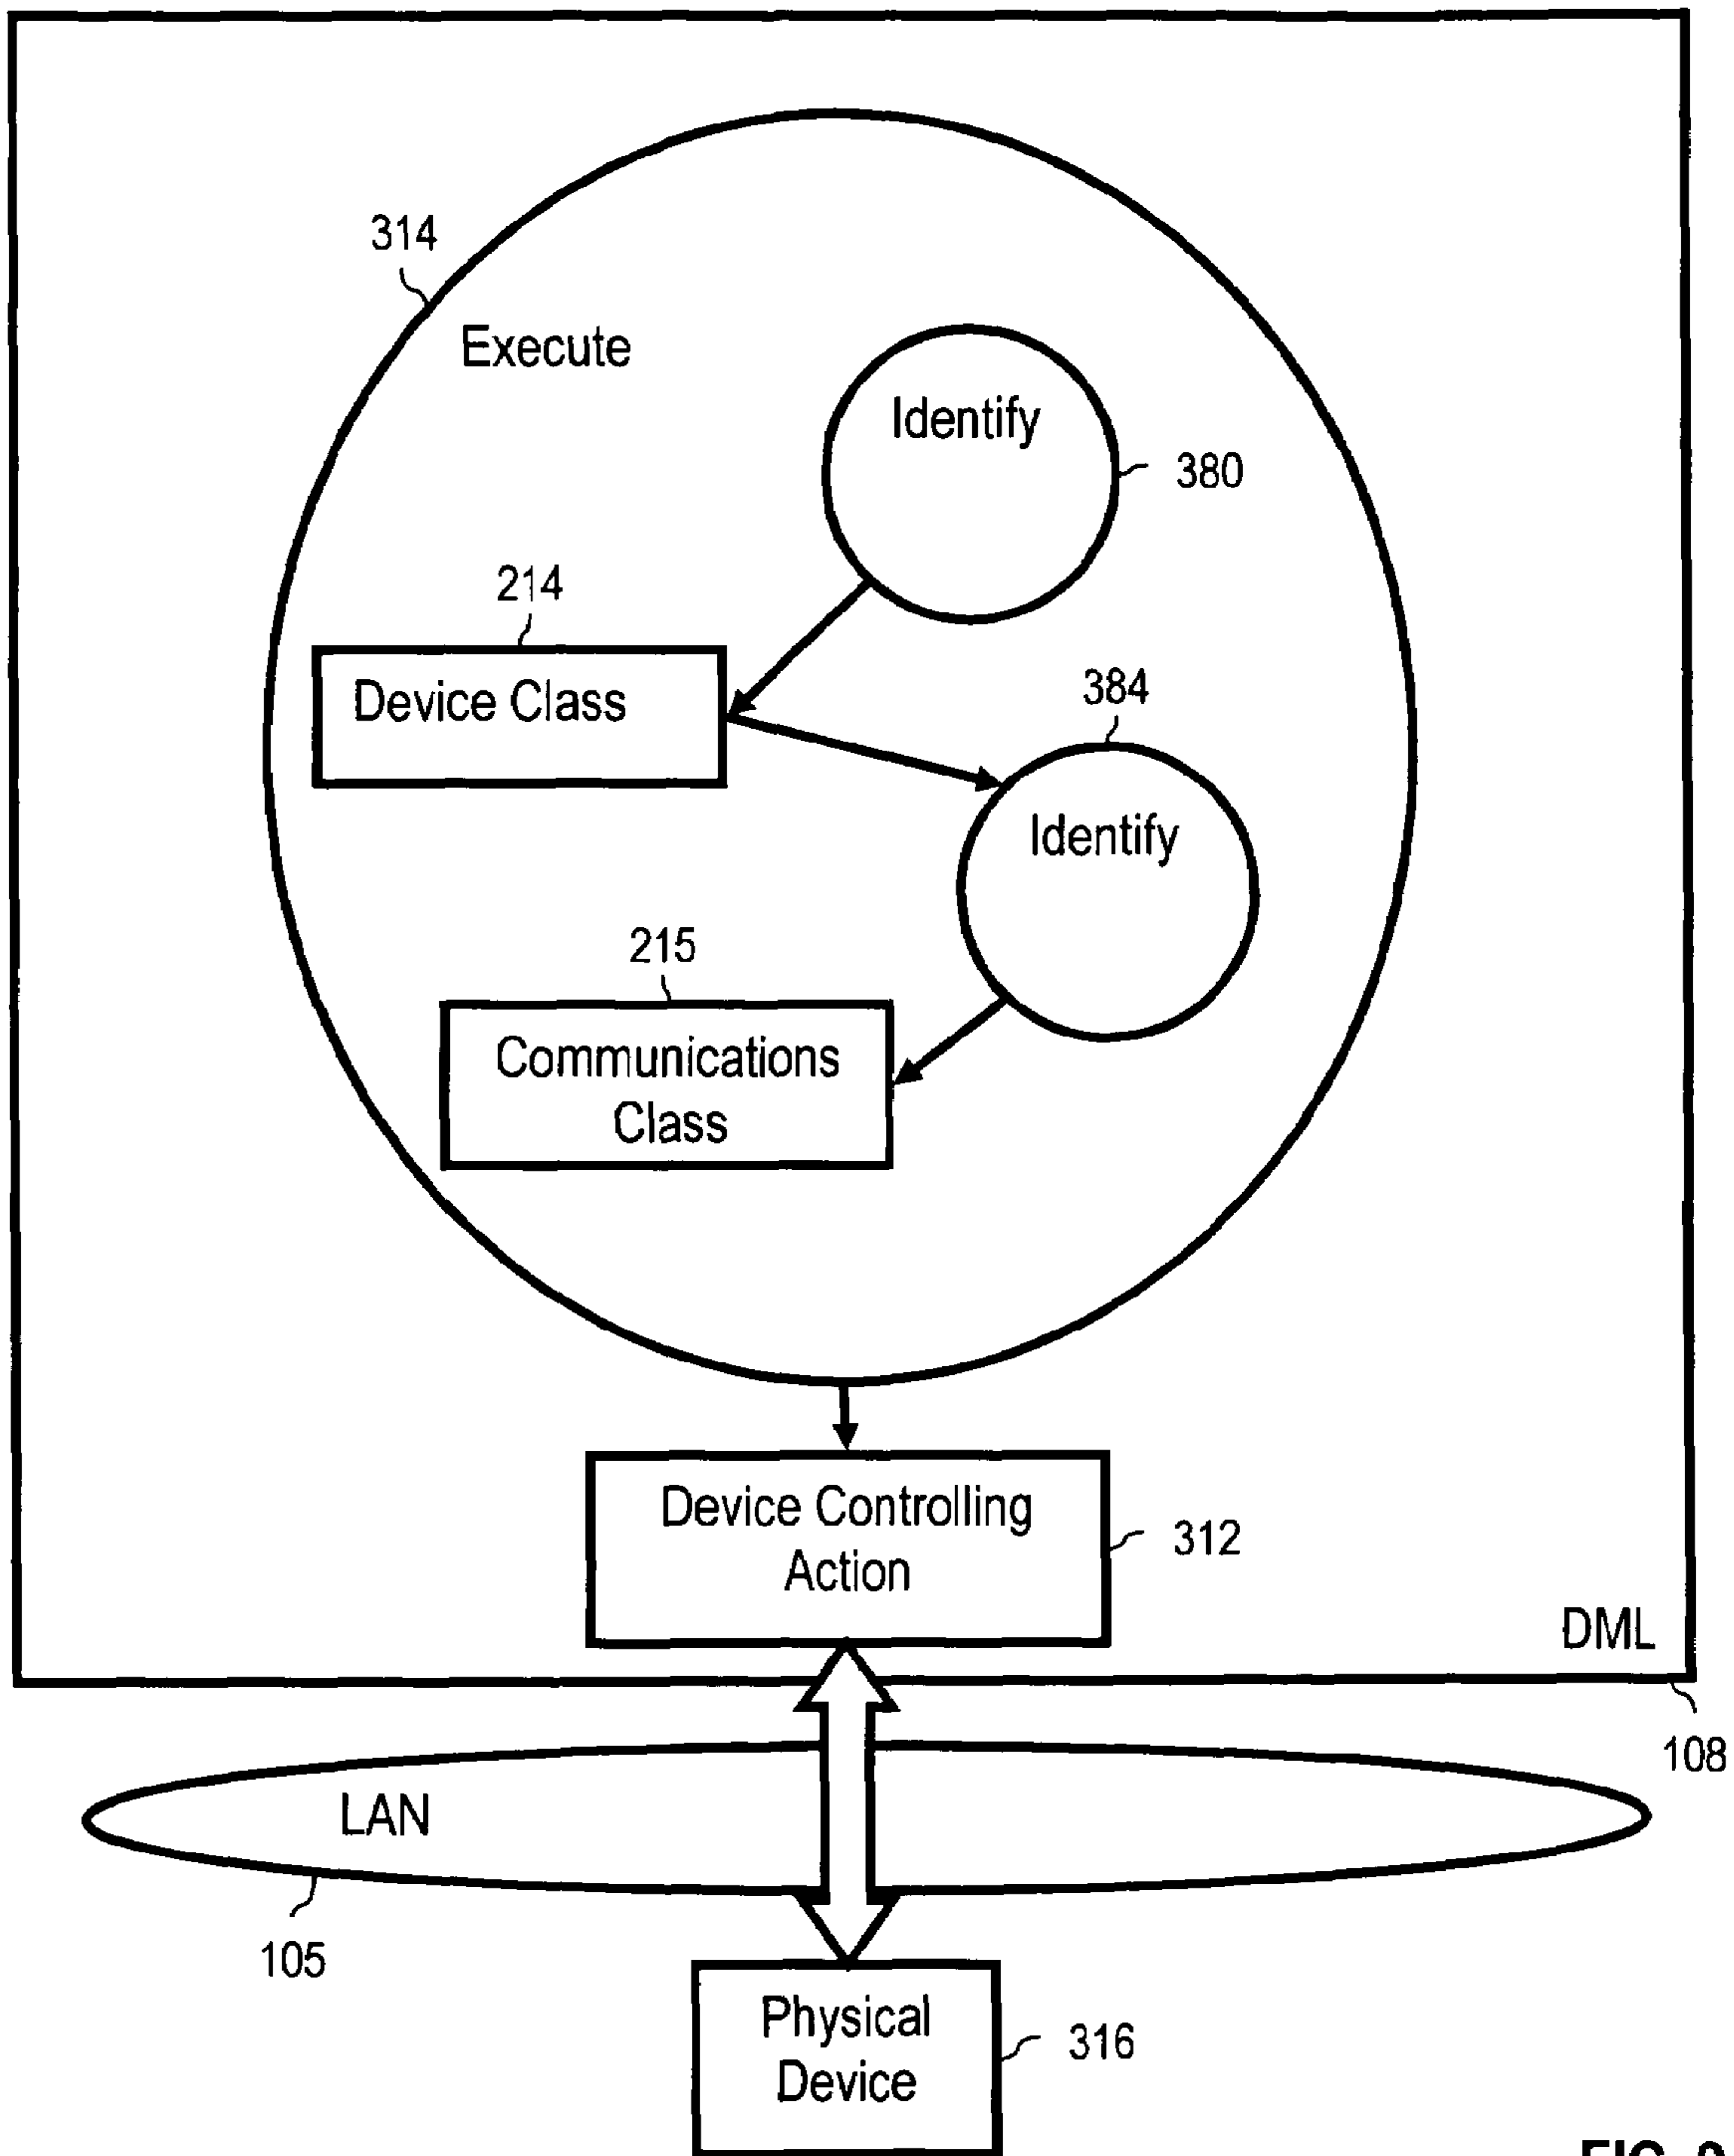 314
Execute
Identify
380
214
Device Class
384
Identify
215
Communications
Class
Device Controlling
Action
312
DML
108
LAN
105
Physical
Device
316